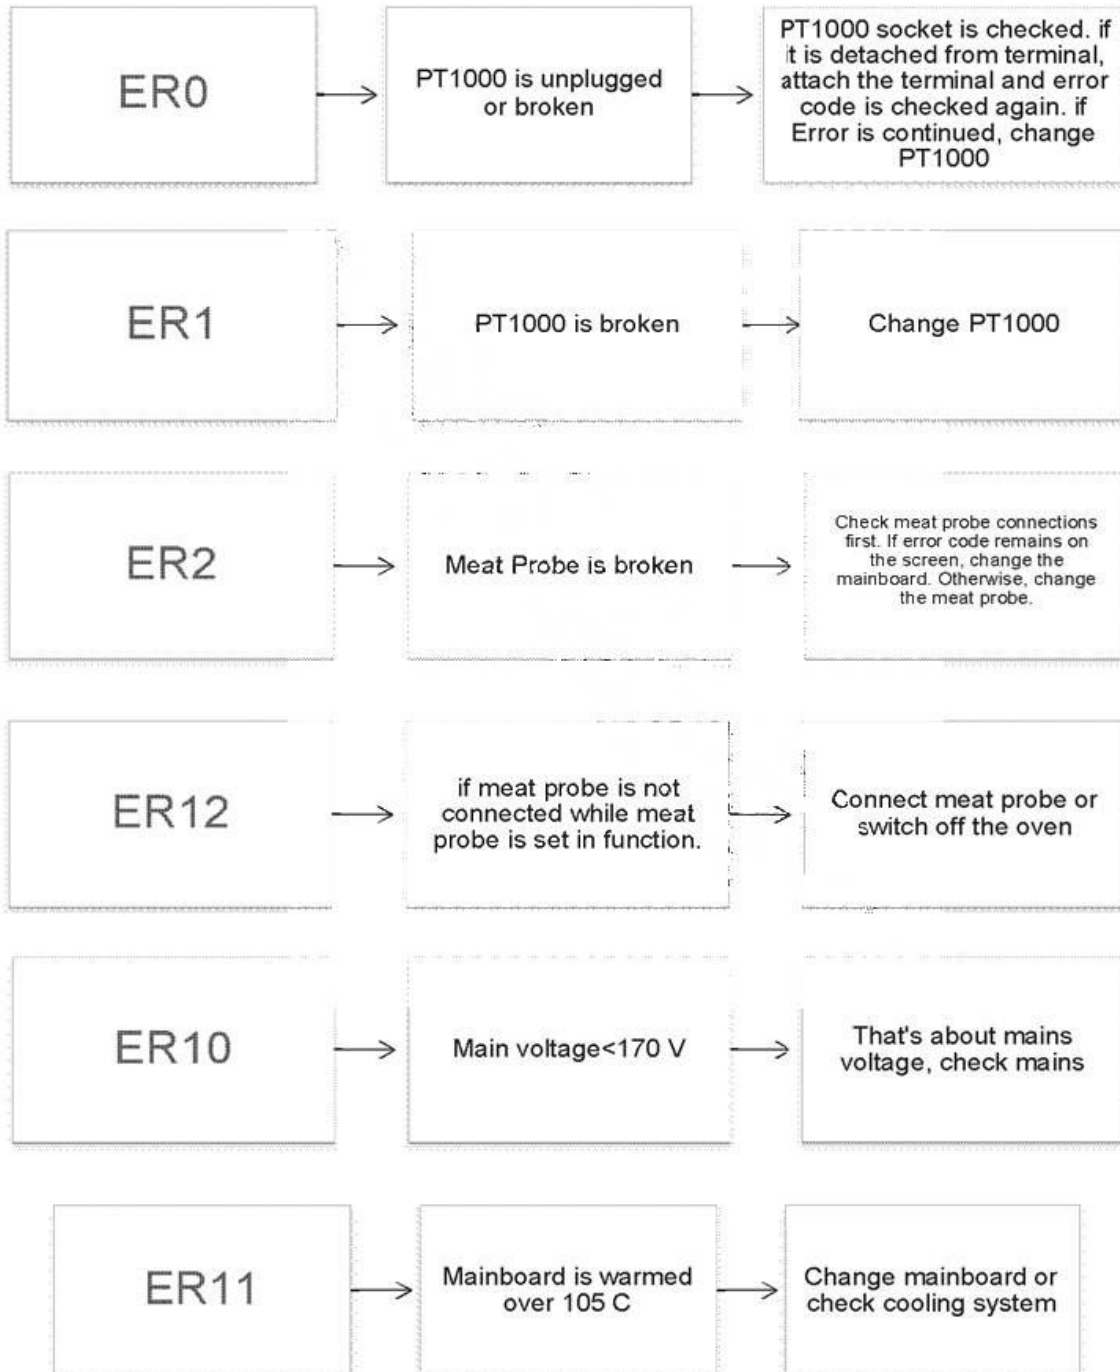 ER0
PT1000 is unplugged
or broken
PT1000 socket is checked. if
it is detached from terminal,
attach the terminal and error
code is checked again. if
Error is continued, change
PT1000
ER1
PT1000 is broken
Change PT1000
ER2
Meat Probe is broken
Check meat probe connections
first. If error code remains on
the screen, change the
mainboard. Otherwise, change
the meat probe.
ER12
if meat probe is not
connected while meat
probe is set in function.
Connect meat probe or
switch off the oven
ER10
Main voltage<170 V
That's about mains
voltage, check mains
ER11
Mainboard is warmed
over 105 C
Change mainboard or
check cooling system